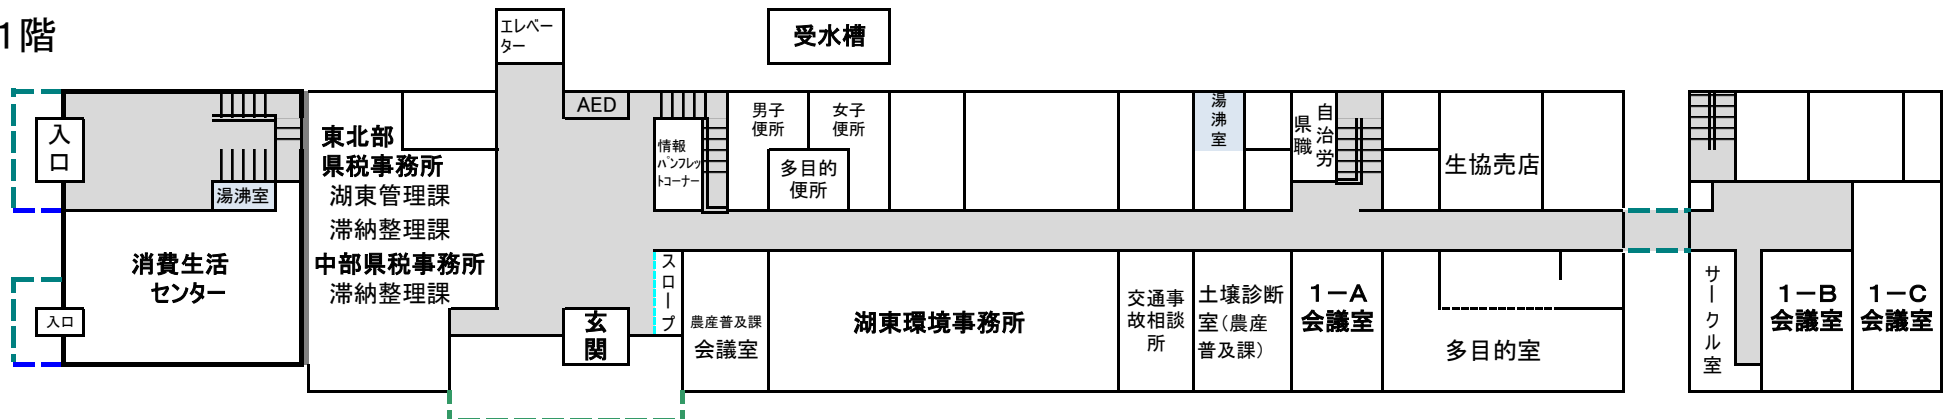 1階
エレベー
ター
受水槽
AED
入
口
湯沸室
東北部
県税事務所
湖東管理課
滞納整理課
中部県税事務所
滞納整理課
情報
パンフレッ
トコーナー
男子
便所
女子
便所
多目的
便所
湯
沸
室
自治労
県職
生協売店
消費生活
センター
入口
玄
関
スロープ
農産普及課
会議室
湖東環境事務所
交通事
故相談
所
土壌診断
室(農産
普及課)
1-A
会議室
多目的室
サークル室
1-B
会議室
1-C
会議室